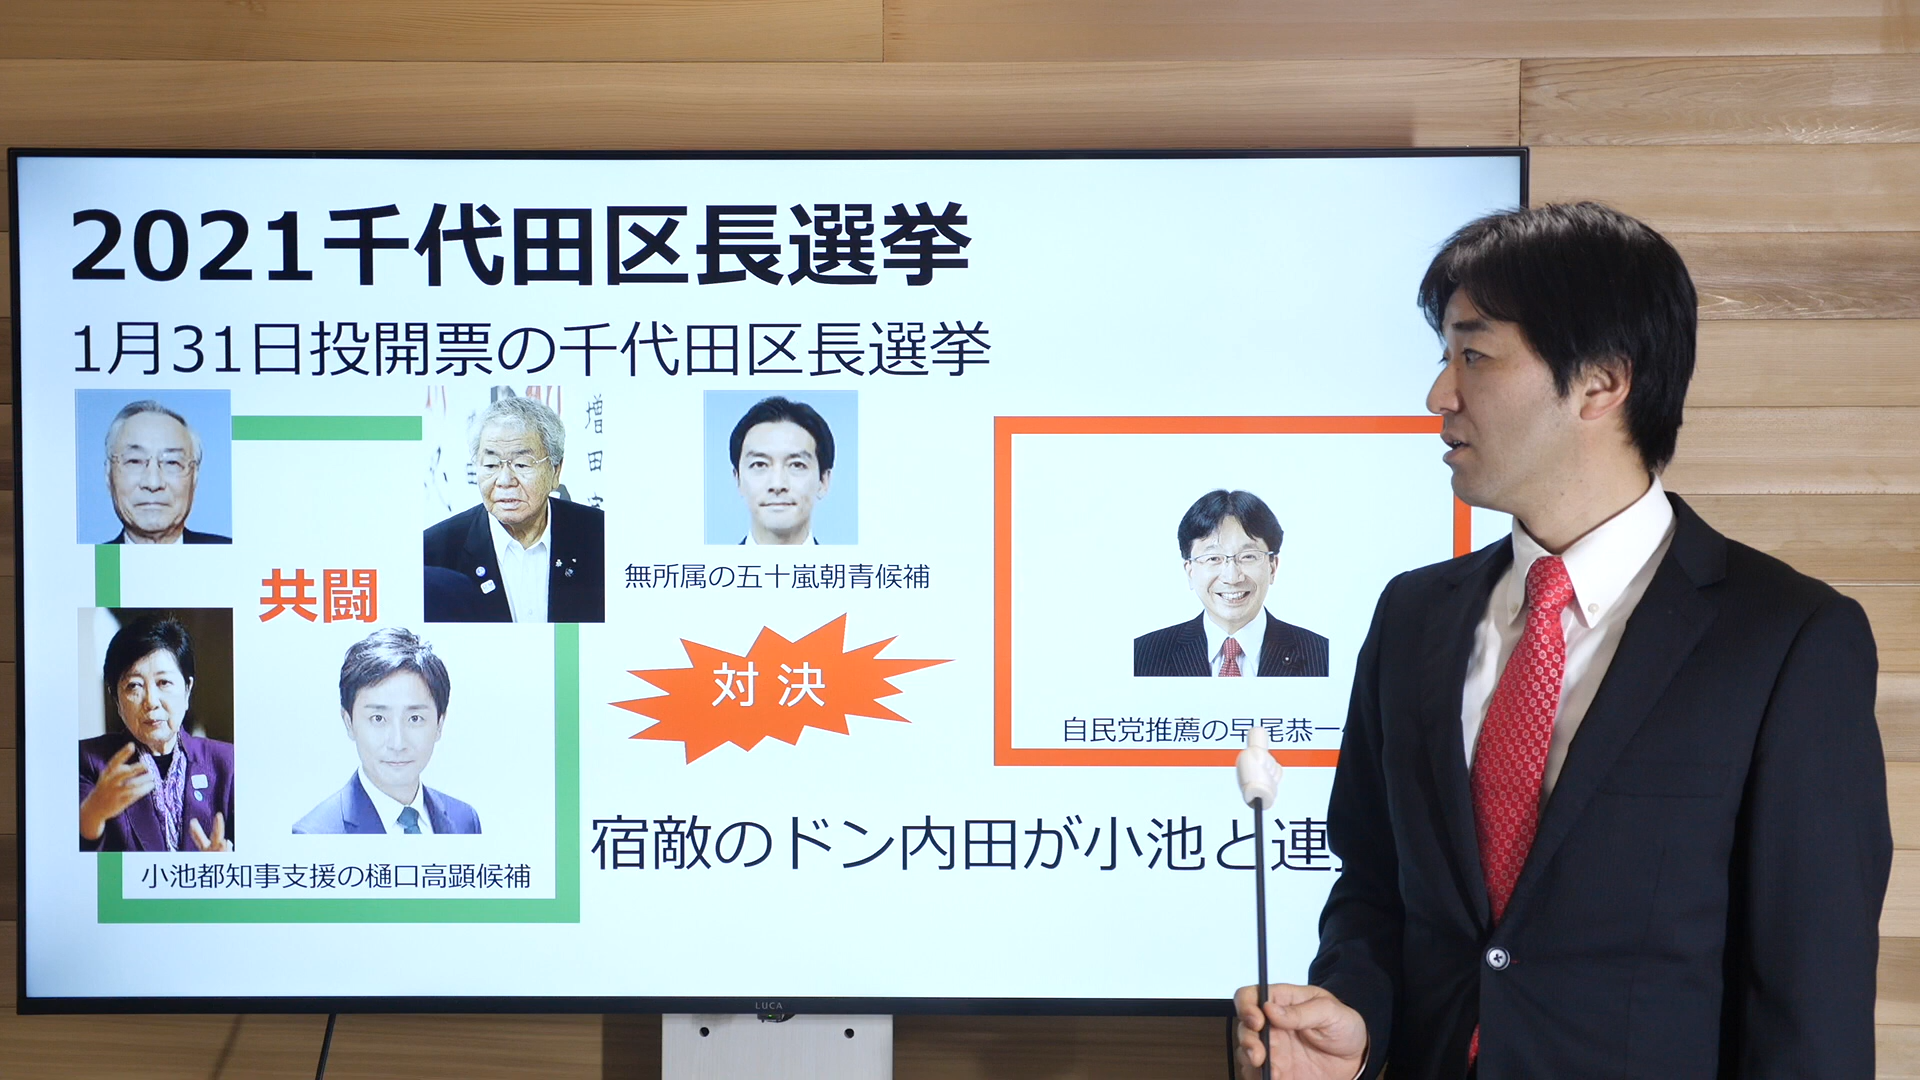 2021千代田区長選挙
1月31日投開票の千代田区長選挙
増田
共闘
無所属の五十嵐朝青候補
対決
自民党推薦の早尾恭一
小池都知事支援の樋口高顕候補
宿敵のドン内田が小池と連
LUCA